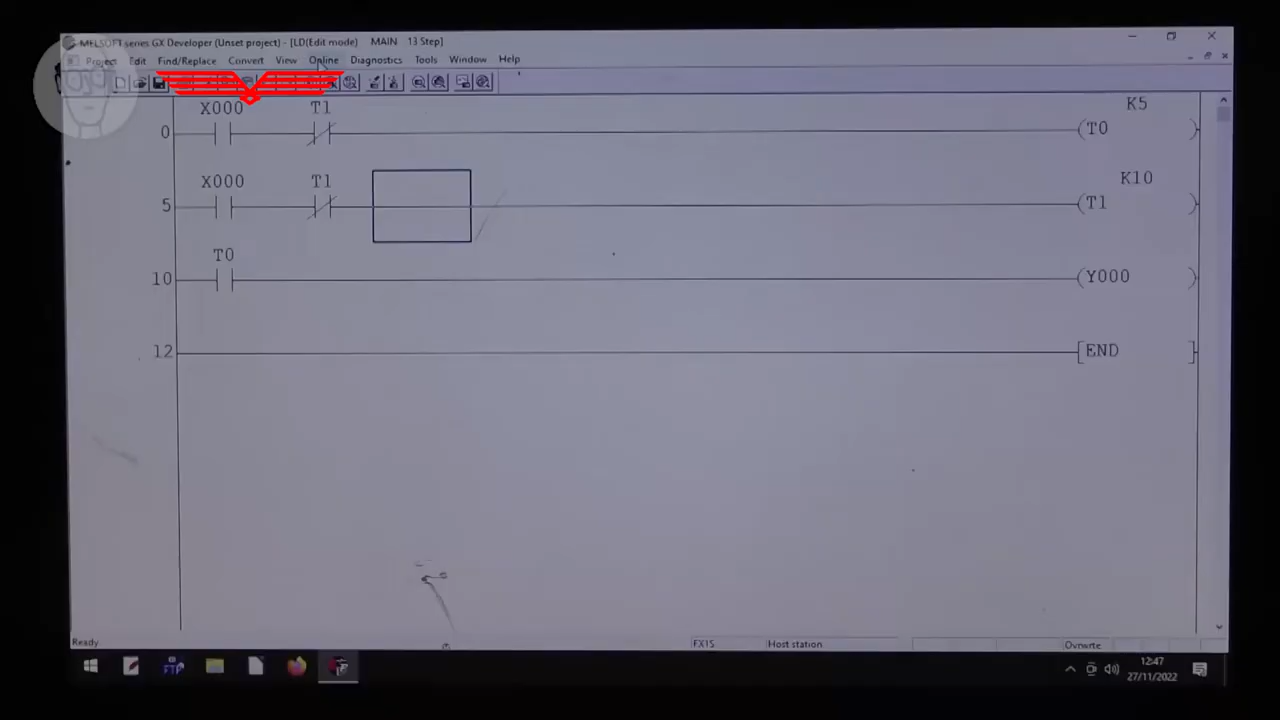 MELSOFT series GX Developer (Unset project) - [LD(Edit mode) MAIN 13 Step]
Project Edit Find/Replace Convert View Online Diagnostics Tools Window Help
X000 T1 K5
0 (T0 )
X000 T1 K10
5 (T1 )
T0
10 (Y000 )
12 [END ]
Ready FX1S Host station Ovrwrte
FTP
12:47
27/11/2022